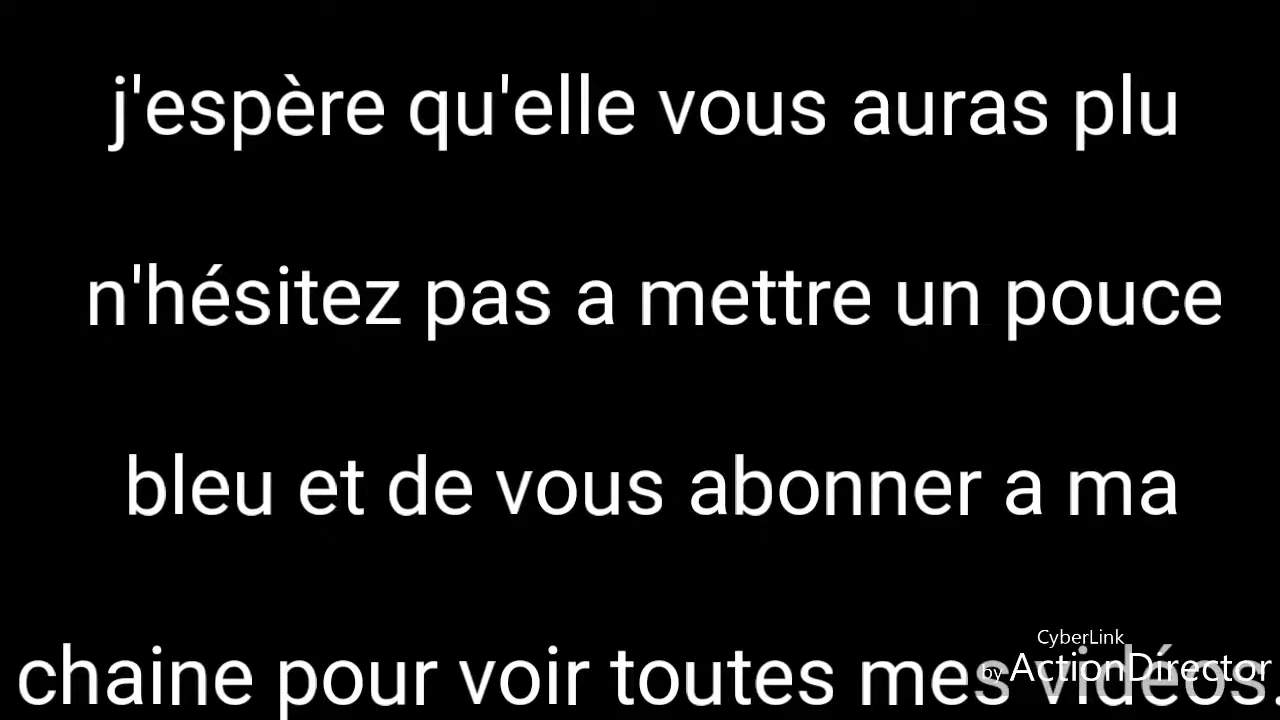 j'espère qu'elle vous auras plu
n'hésitez pas a mettre un pouce
bleu et de vous abonner a ma
chaine pour voir toutes mes vidéos.
CyberLink
by ActionDirector